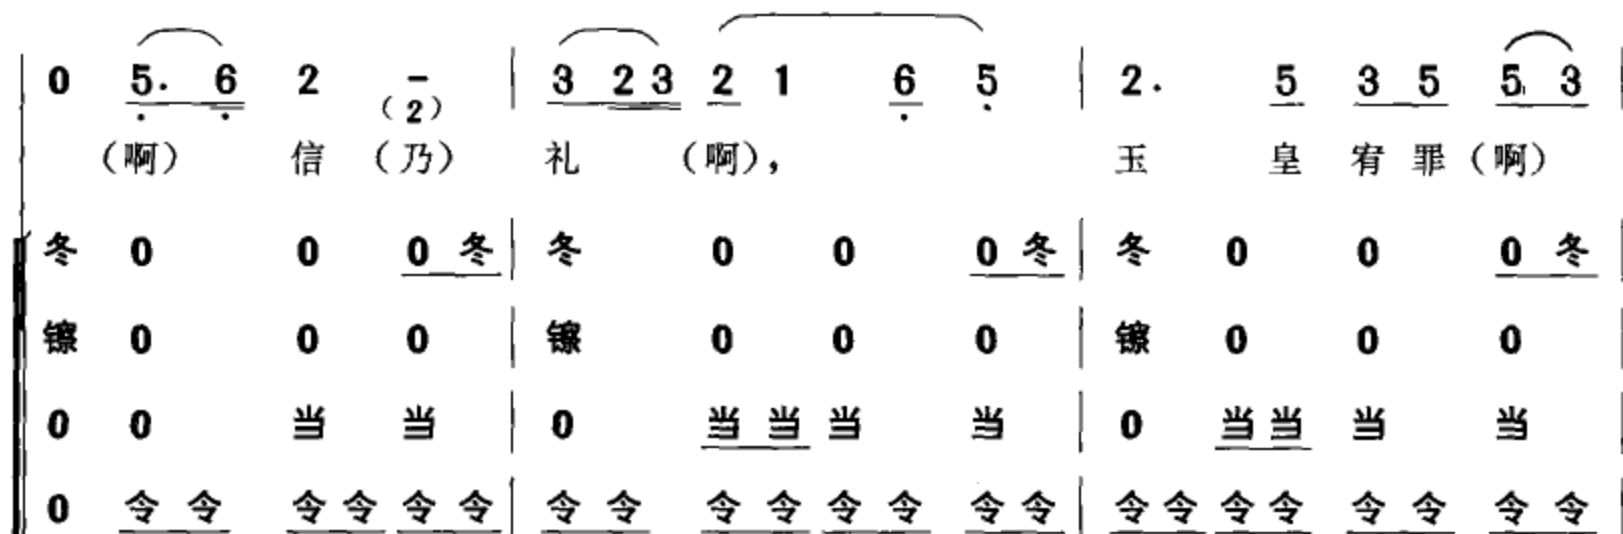 0 5. 6 2 - | 3 2 3 2 1 6 5 | 2. 5 3 5 5 3
(2)
(啊) 信 (乃) 礼 (啊), 玉 皇 宥 罪 (啊)
冬 0 0 0 冬 | 冬 0 0 0 冬 | 冬 0 0 0 冬
镲 0 0 0 | 镲 0 0 0 | 镲 0 0 0
0 0 当 当 | 0 当 当 当 当 | 0 当 当 当 当
0 令 令 令 令 令 令 | 令 令 令 令 令 令 令 令 | 令 令 令 令 令 令 令 令